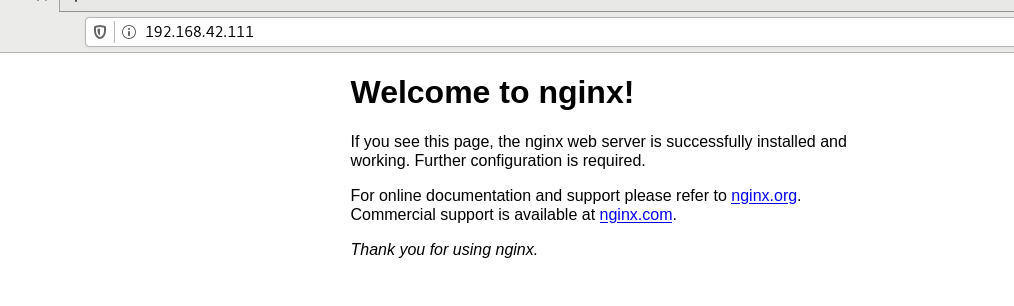 192.168.42.111
Welcome to nginx!
If you see this page, the nginx web server is successfully installed and
working. Further configuration is required.
For online documentation and support please refer to nginx.org.
Commercial support is available at nginx.com.
Thank you for using nginx.